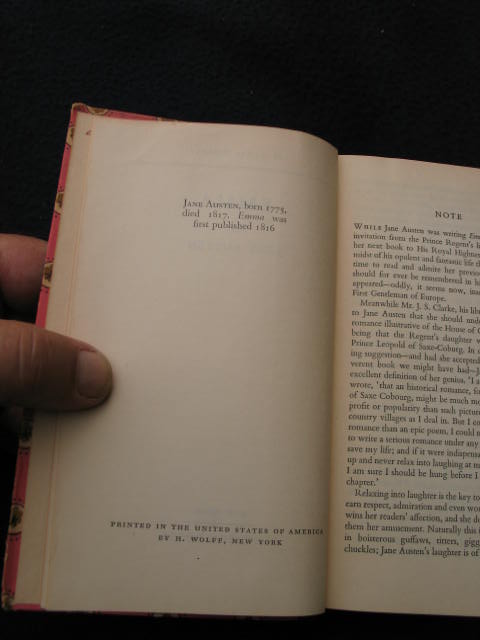 JANE AUSTEN, born 1775,
died 1817. Emma was
first published 1816
PRINTED IN THE UNITED STATES OF AMERICA
BY H. WOLFF, NEW YORK
NOTE
WHILE Jane Austen was writing
invitation from the Prince Regent's
her next book to His Royal
midst of his opulent and fantastic life
time to read and admire her
should for ever be remembered in
appeared—oddly, it seems now,
First Gentleman of Europe.
Meanwhile Mr. J. S. Clarke, his
to Jane Austen that she should
romance illustrative of the House of
being that the Regent's daughter
Prince Leopold of Saxe-Coburg. In
ing suggestion—and had she accepted
verent book we might have had—
excellent definition of her genius. 'I
wrote, 'that an historical romance,
of Saxe Cobourg, might be much
profit or popularity than such
country villages as I deal in. But I
romance than an epic poem. I could
to write a serious romance under any
save my life; and if it were
up and never relax into laughing at
I am sure I should be hung before I
chapter.'
Relaxing into laughter is the key to
earn respect, admiration and even
wins her readers' affection, and she
them her amusement. Naturally this
in boisterous guffaws, titters,
chuckles; Jane Austen's laughter is of